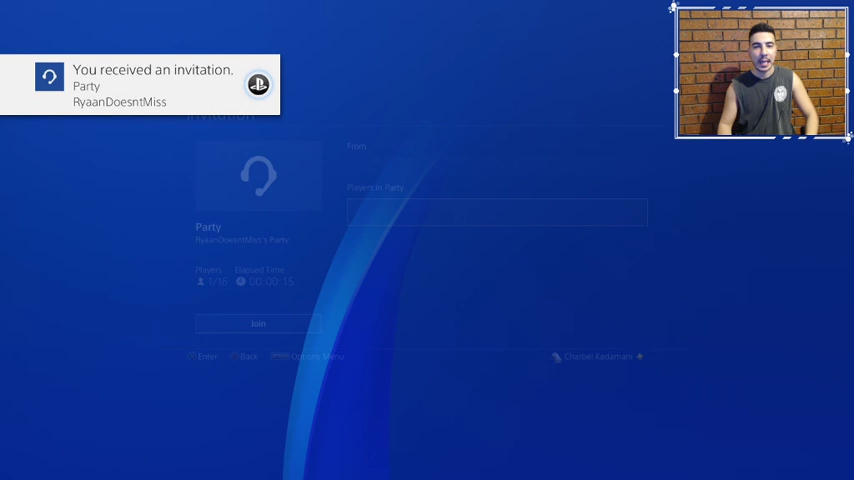 You received an invitation.
Party
RyaanDoesntMiss
Invitation
From
Players In Party
Party
RyaanDoesntMiss's Party
Players
Elapsed Time
1/16
00:00:15
Join
Enter
Back
OPTIONS
Options Menu
Charbel Kadamani